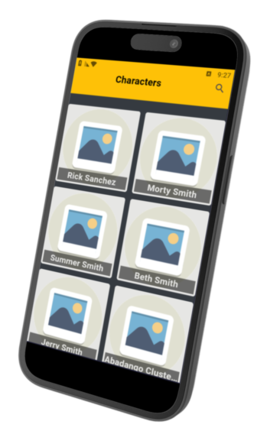 9:27
Characters
Rick Sanchez
Morty Smith
Summer Smith
Beth Smith
Jerry Smith
Abadango Cluste...